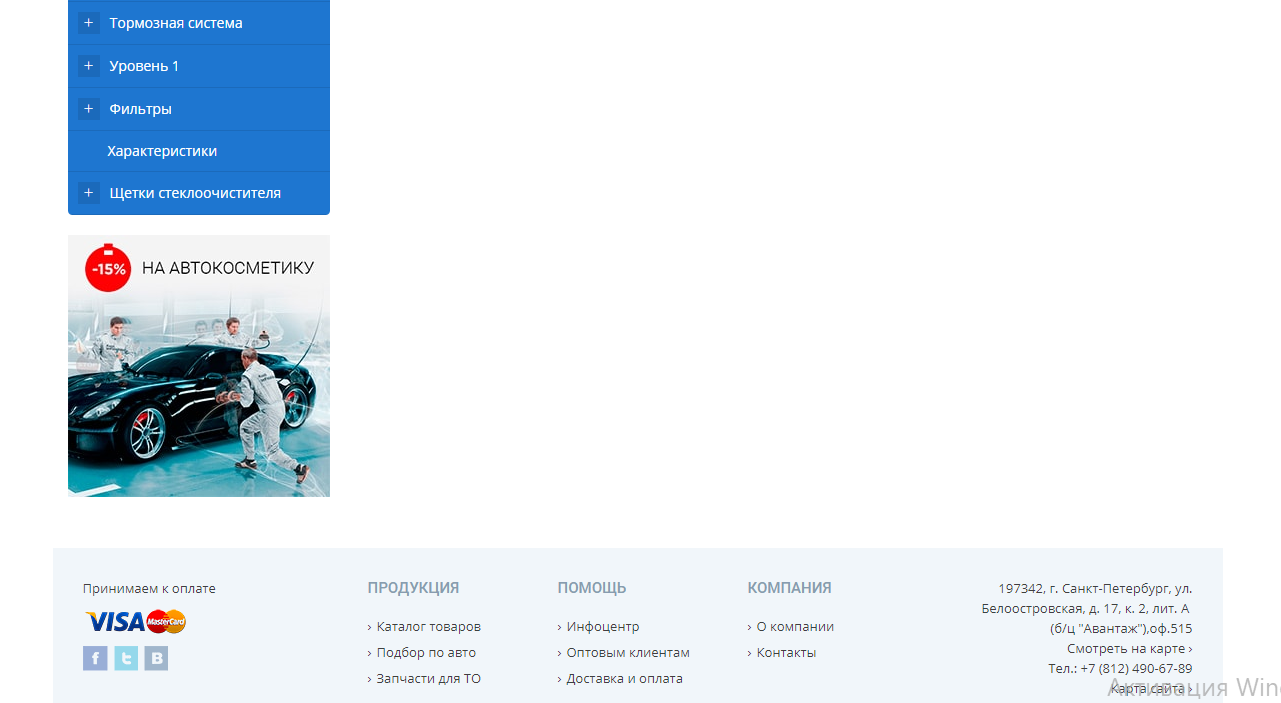 + Тормозная система
+ Уровень 1
+ Фильтры
Характеристики
+ Щетки стеклоочистителя
-15% НА АВТОКОСМЕТИКУ
Принимаем к оплате
VISA MasterCard
f t B
ПРОДУКЦИЯ
› Каталог товаров
› Подбор по авто
› Запчасти для ТО
ПОМОЩЬ
› Инфоцентр
› Оптовым клиентам
› Доставка и оплата
КОМПАНИЯ
› О компании
› Контакты
197342, г. Санкт-Петербург, ул.
Белоостровская, д. 17, к. 2, лит. А
(б/ц "Авантаж"),оф.515
Смотреть на карте ›
Тел.: +7 (812) 490-67-89
Карта сайта ›
Активация Win